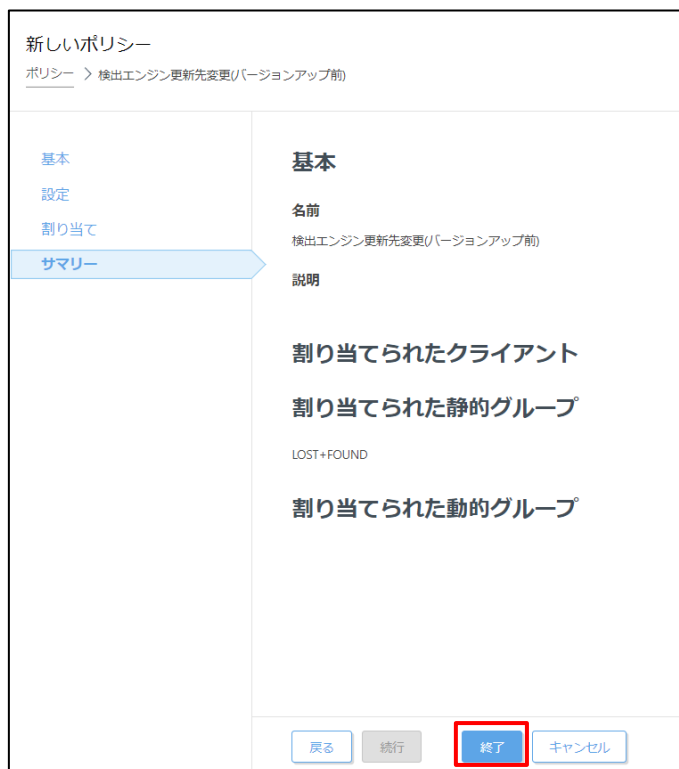 新しいポリシー
ポリシー > 検出エンジン更新先変更(バージョンアップ前)
基本
設定
割り当て
サマリー
基本
名前
検出エンジン更新先変更(バージョンアップ前)
説明
割り当てられたクライアント
割り当てられた静的グループ
LOST+FOUND
割り当てられた動的グループ
戻る 続行 終了 キャンセル